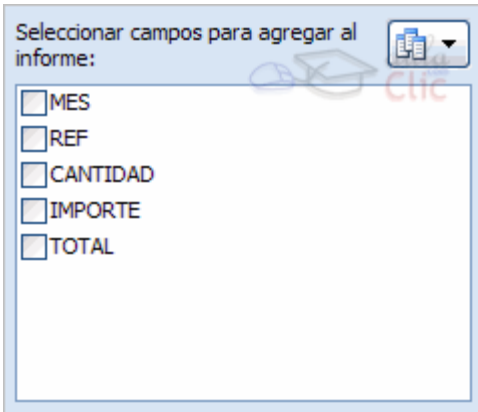 Seleccionar campos para agregar al
informe:
Clic
MES
REF
CANTIDAD
IMPORTE
TOTAL